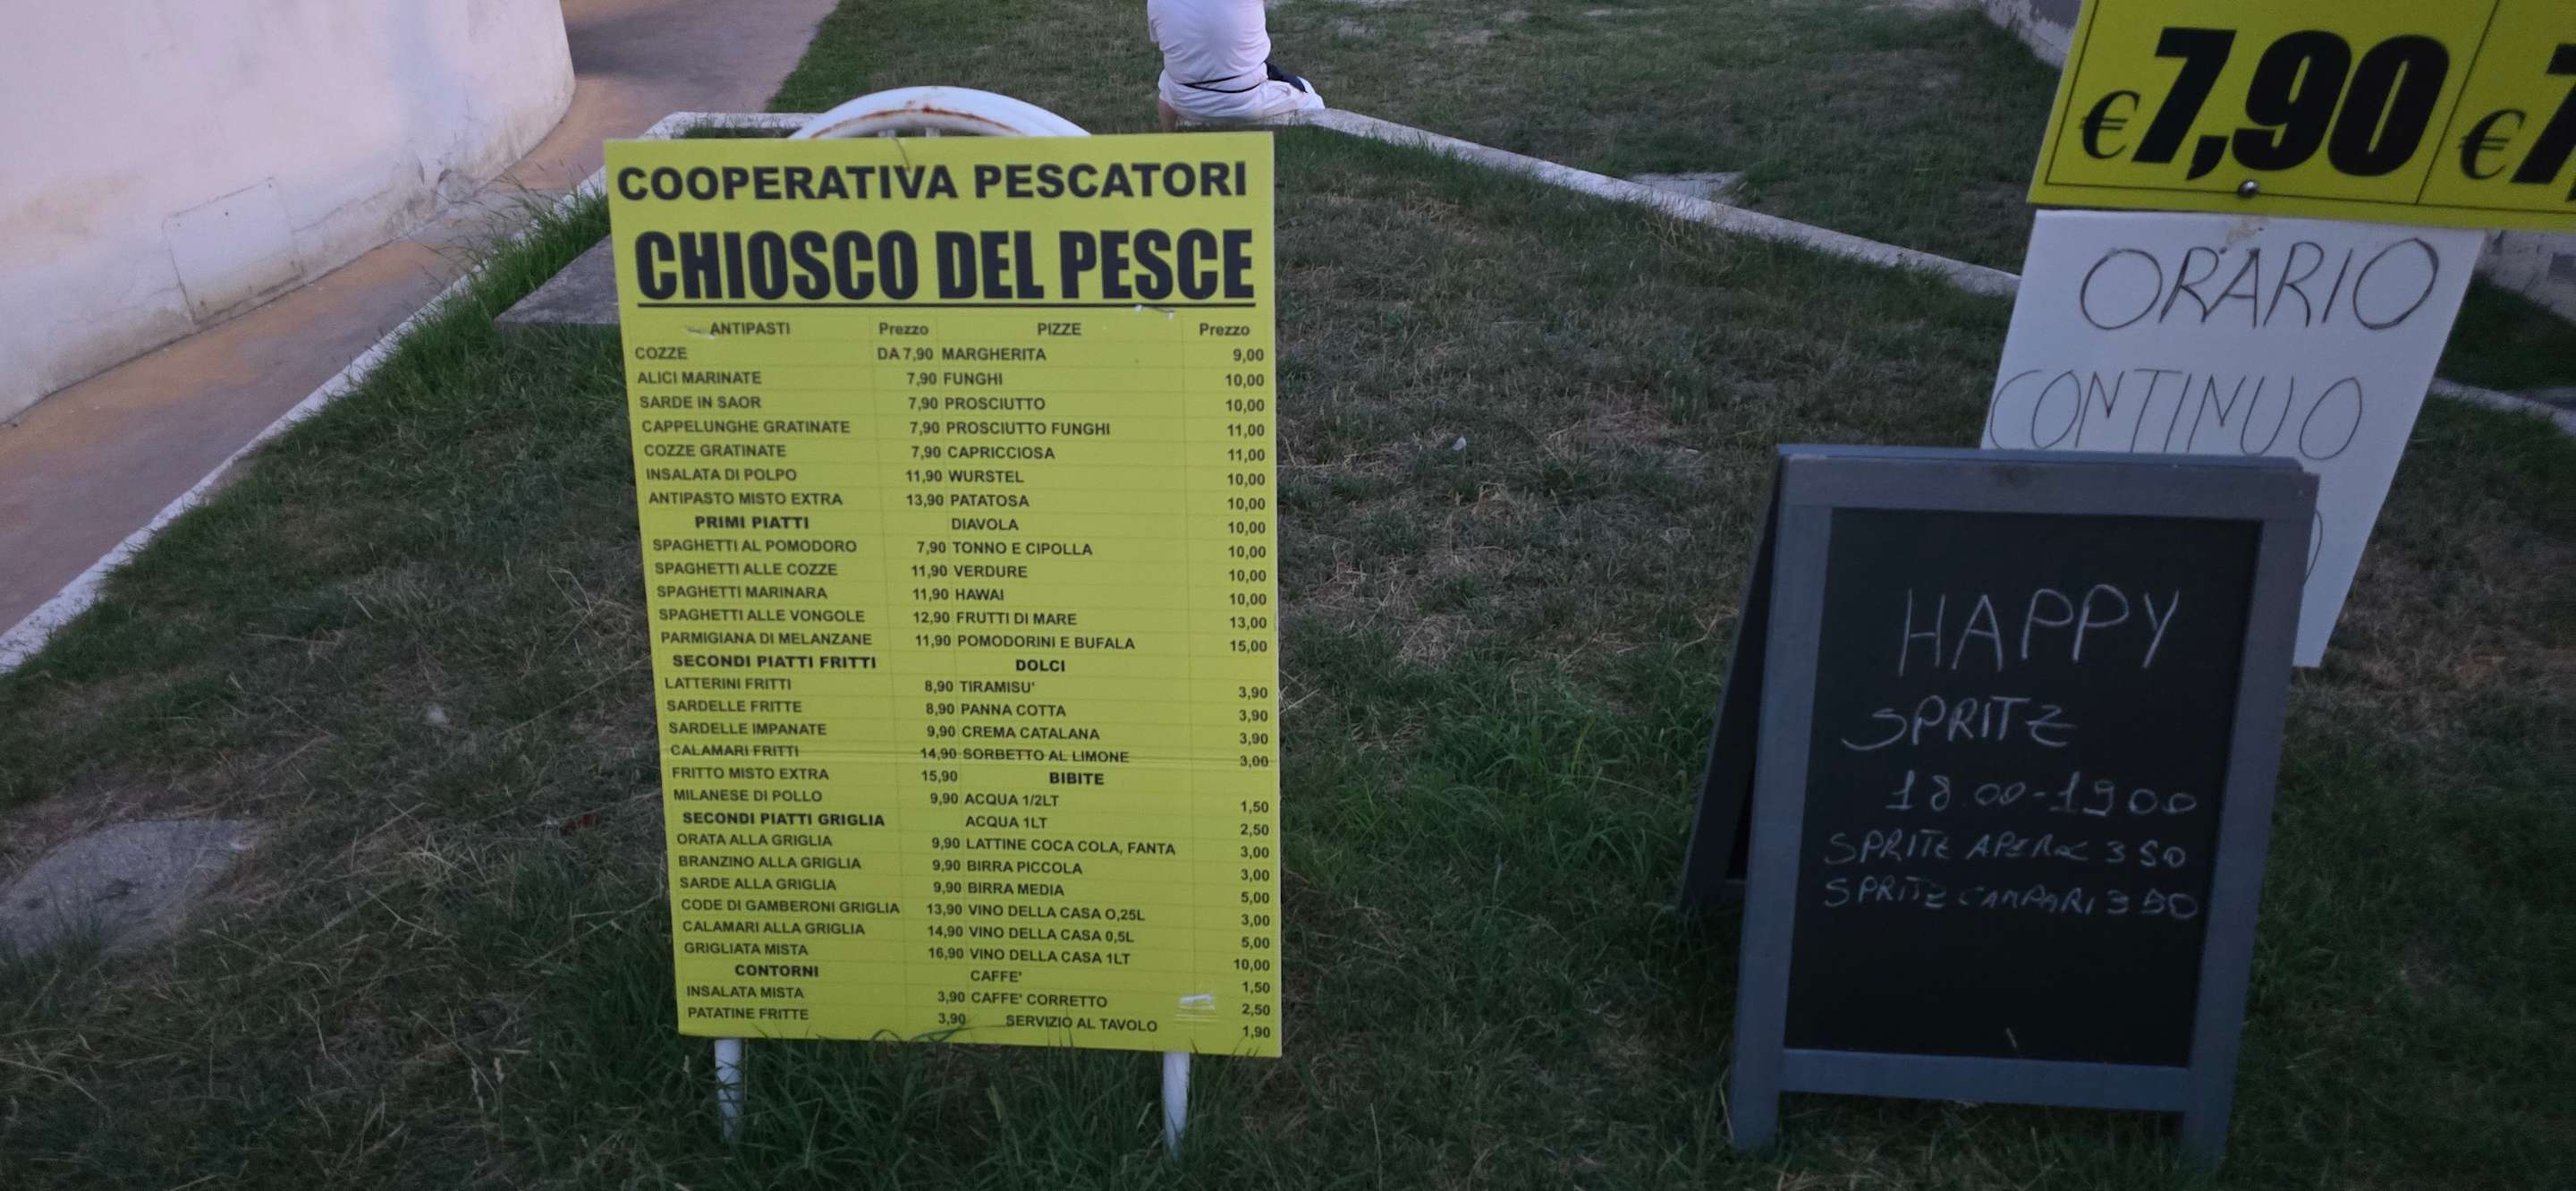 COOPERATIVA PESCATORI
CHIOSCO DEL PESCE
ANTIPASTI Prezzo PIZZE Prezzo
COZZE DA 7,90 MARGHERITA 9,00
ALICI MARINATE 7,90 FUNGHI 10,00
SARDE IN SAOR 7,90 PROSCIUTTO 10,00
CAPPELUNGHE GRATINATE 7,90 PROSCIUTTO FUNGHI 11,00
COZZE GRATINATE 7,90 CAPRICCIOSA 11,00
INSALATA DI POLPO 11,90 WURSTEL 10,00
ANTIPASTO MISTO EXTRA 13,90 PATATOSA 10,00
PRIMI PIATTI DIAVOLA 10,00
SPAGHETTI AL POMODORO 7,90 TONNO E CIPOLLA 10,00
SPAGHETTI ALLE COZZE 11,90 VERDURE 10,00
SPAGHETTI MARINARA 11,90 HAWAI 10,00
SPAGHETTI ALLE VONGOLE 12,90 FRUTTI DI MARE 13,00
PARMIGIANA DI MELANZANE 11,90 POMODORINI E BUFALA 15,00
SECONDI PIATTI FRITTI DOLCI
LATTERINI FRITTI 8,90 TIRAMISU' 3,90
SARDELLE FRITTE 8,90 PANNA COTTA 3,90
SARDELLE IMPANATE 9,90 CREMA CATALANA 3,90
CALAMARI FRITTI 14,90 SORBETTO AL LIMONE 3,00
FRITTO MISTO EXTRA 15,90 BIBITE
MILANESE DI POLLO 9,90 ACQUA 1/2LT 1,50
SECONDI PIATTI GRIGLIA ACQUA 1LT 2,50
ORATA ALLA GRIGLIA 9,90 LATTINE COCA COLA, FANTA 3,00
BRANZINO ALLA GRIGLIA 9,90 BIRRA PICCOLA 3,00
SARDE ALLA GRIGLIA 9,90 BIRRA MEDIA 5,00
CODE DI GAMBERONI GRIGLIA 13,90 VINO DELLA CASA O,25L 3,00
CALAMARI ALLA GRIGLIA 14,90 VINO DELLA CASA 0,5L 5,00
GRIGLIATA MISTA 16,90 VINO DELLA CASA 1LT 10,00
CONTORNI CAFFE' 1,50
INSALATA MISTA 3,90 CAFFE' CORRETTO 2,50
PATATINE FRITTE 3,90 SERVIZIO AL TAVOLO 1,90
€7,90 €7
ORARIO
CONTINUO
HAPPY
SPRITZ
18.00-1900
SPRITZ APEROL 350
SPRITZ CAMPARI 350